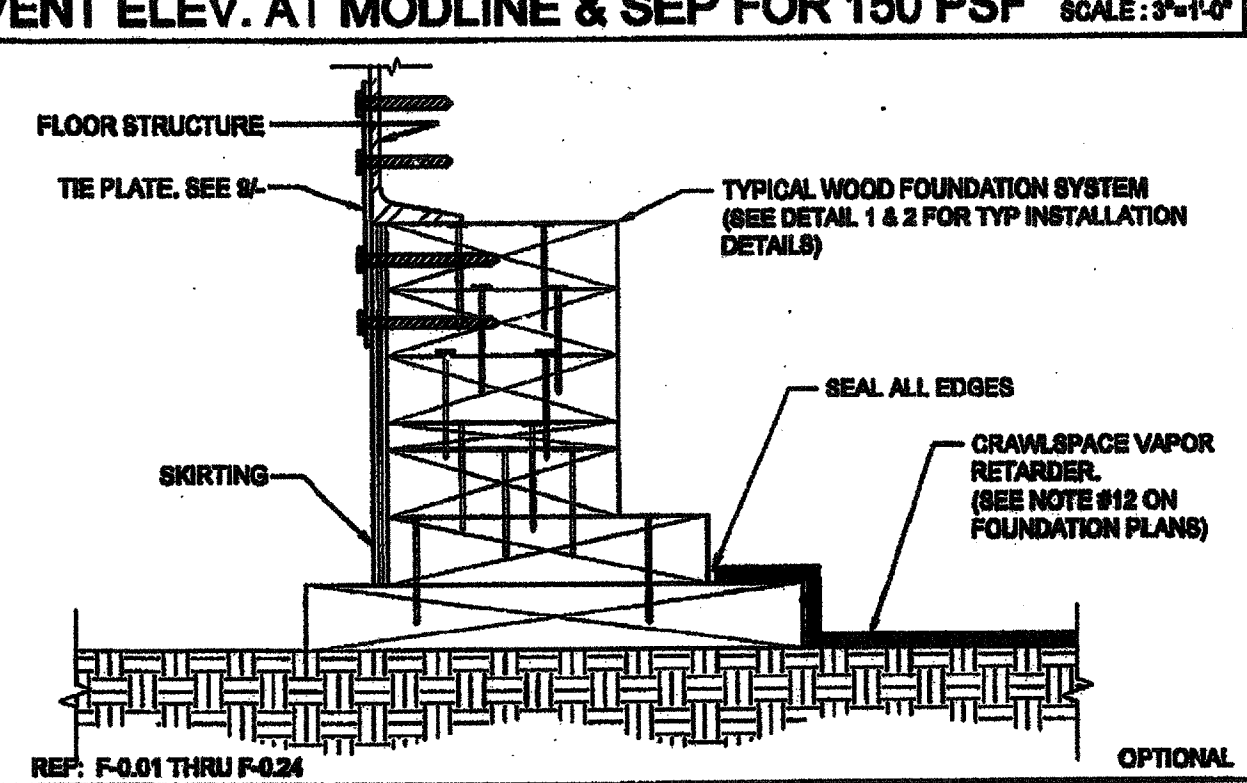 VENT ELEV. AT MODLINE & SEP FOR 150 PSF SCALE : 3"=1'-0"
FLOOR STRUCTURE
TIE PLATE. SEE 9/-
TYPICAL WOOD FOUNDATION SYSTEM
(SEE DETAIL 1 & 2 FOR TYP INSTALLATION
DETAILS)
SEAL ALL EDGES
CRAWLSPACE VAPOR
RETARDER.
(SEE NOTE #12 ON
FOUNDATION PLANS)
SKIRTING
REF: F-0.01 THRU F-0.24
OPTIONAL